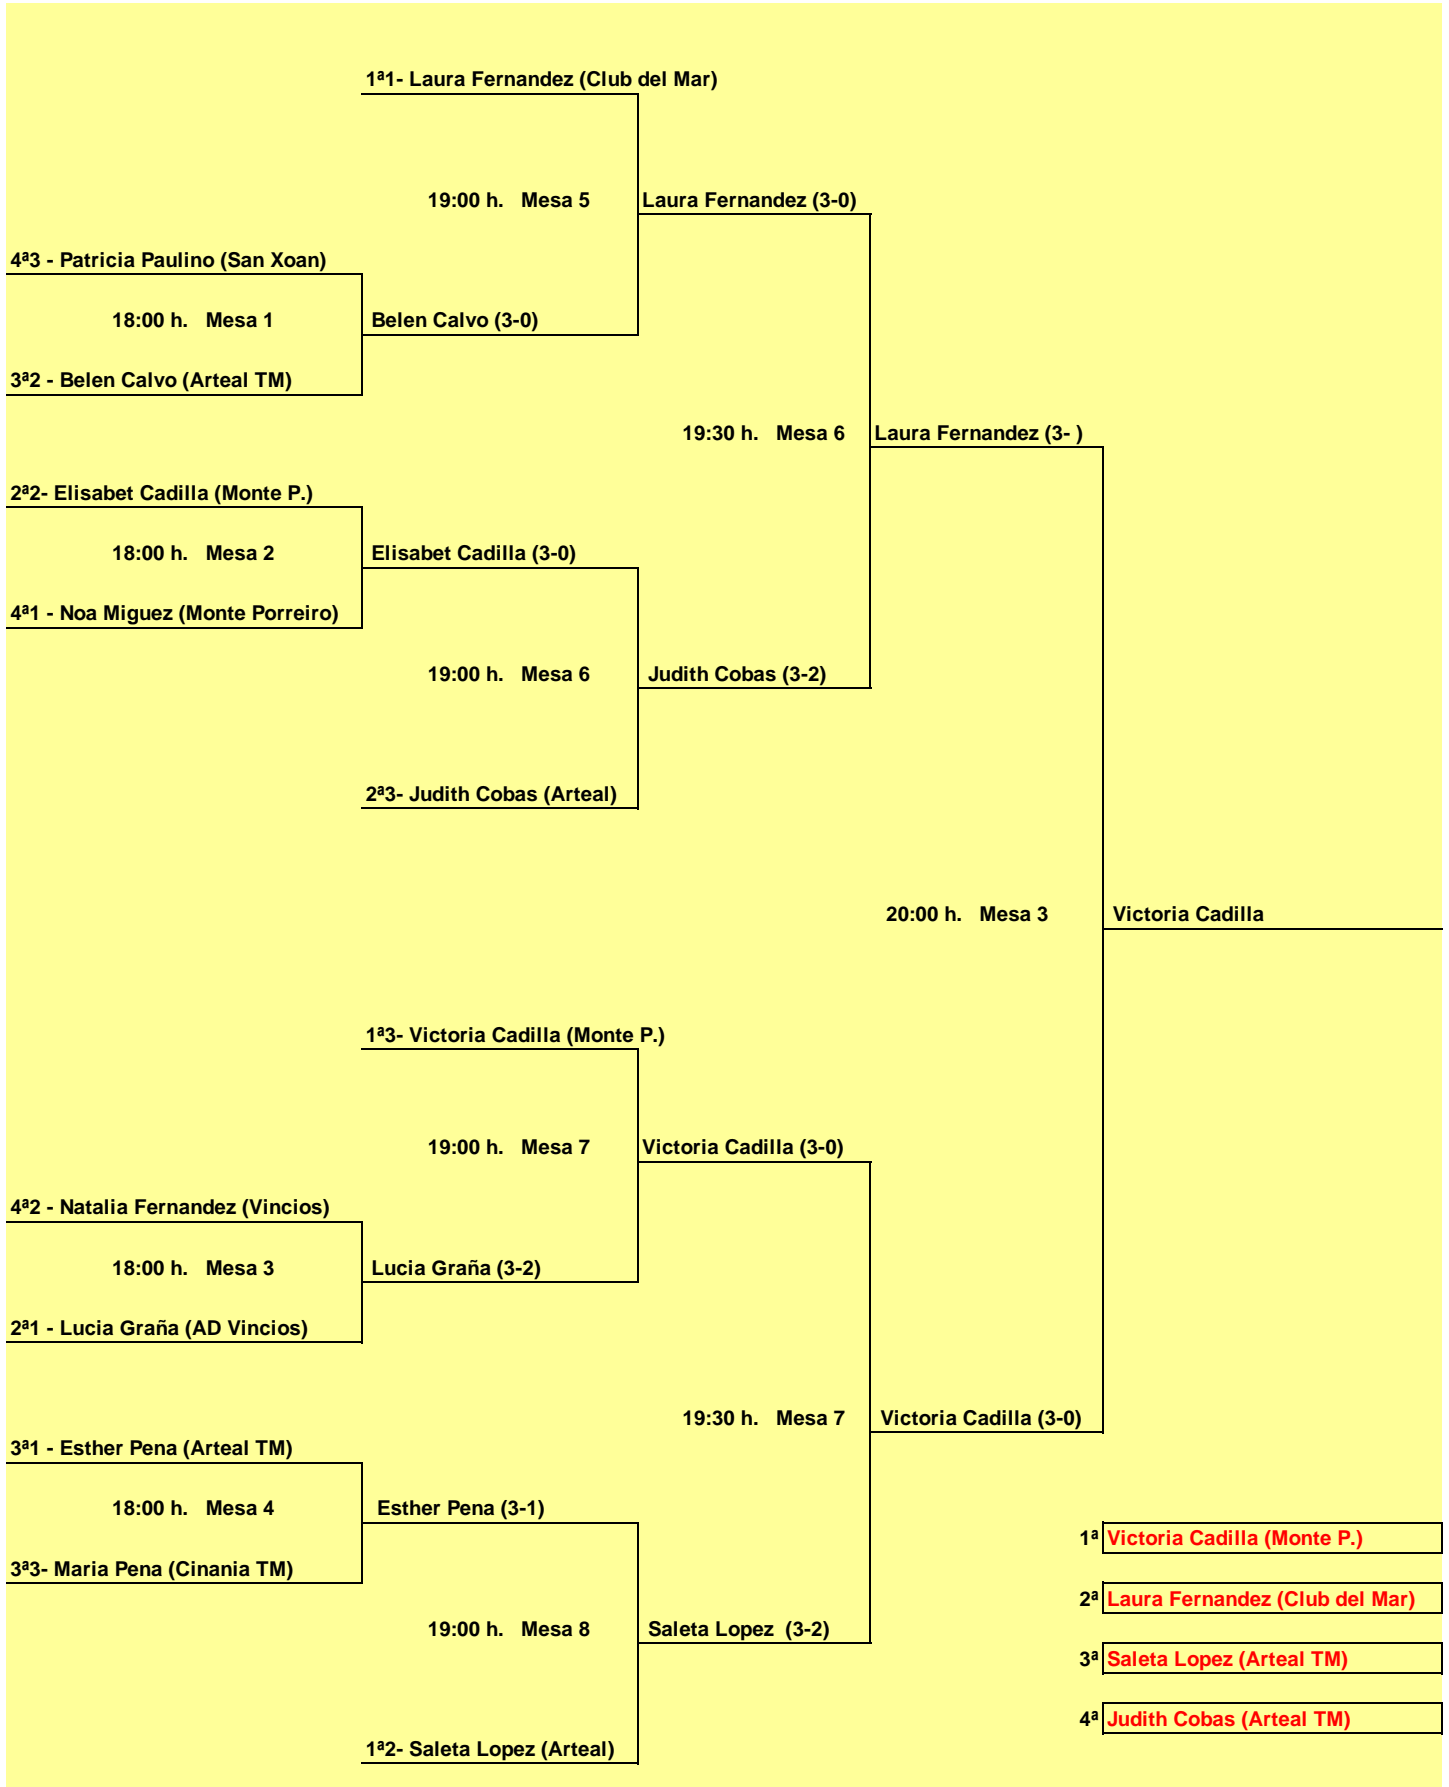 1ª1- Laura Fernandez (Club del Mar)
19:00 h. Mesa 5
Laura Fernandez (3-0)
4ª3 - Patricia Paulino (San Xoan)
18:00 h. Mesa 1
Belen Calvo (3-0)
3ª2 - Belen Calvo (Arteal TM)
19:30 h. Mesa 6
Laura Fernandez (3- )
2ª2- Elisabet Cadilla (Monte P.)
18:00 h. Mesa 2
Elisabet Cadilla (3-0)
4ª1 - Noa Miguez (Monte Porreiro)
19:00 h. Mesa 6
Judith Cobas (3-2)
2ª3- Judith Cobas (Arteal)
20:00 h. Mesa 3
Victoria Cadilla
1ª3- Victoria Cadilla (Monte P.)
19:00 h. Mesa 7
Victoria Cadilla (3-0)
4ª2 - Natalia Fernandez (Vincios)
18:00 h. Mesa 3
Lucia Graña (3-2)
2ª1 - Lucia Graña (AD Vincios)
19:30 h. Mesa 7
Victoria Cadilla (3-0)
3ª1 - Esther Pena (Arteal TM)
18:00 h. Mesa 4
Esther Pena (3-1)
1ª Victoria Cadilla (Monte P.)
3ª3- Maria Pena (Cinania TM)
2ª Laura Fernandez (Club del Mar)
19:00 h. Mesa 8
Saleta Lopez (3-2)
3ª Saleta Lopez (Arteal TM)
4ª Judith Cobas (Arteal TM)
1ª2- Saleta Lopez (Arteal)